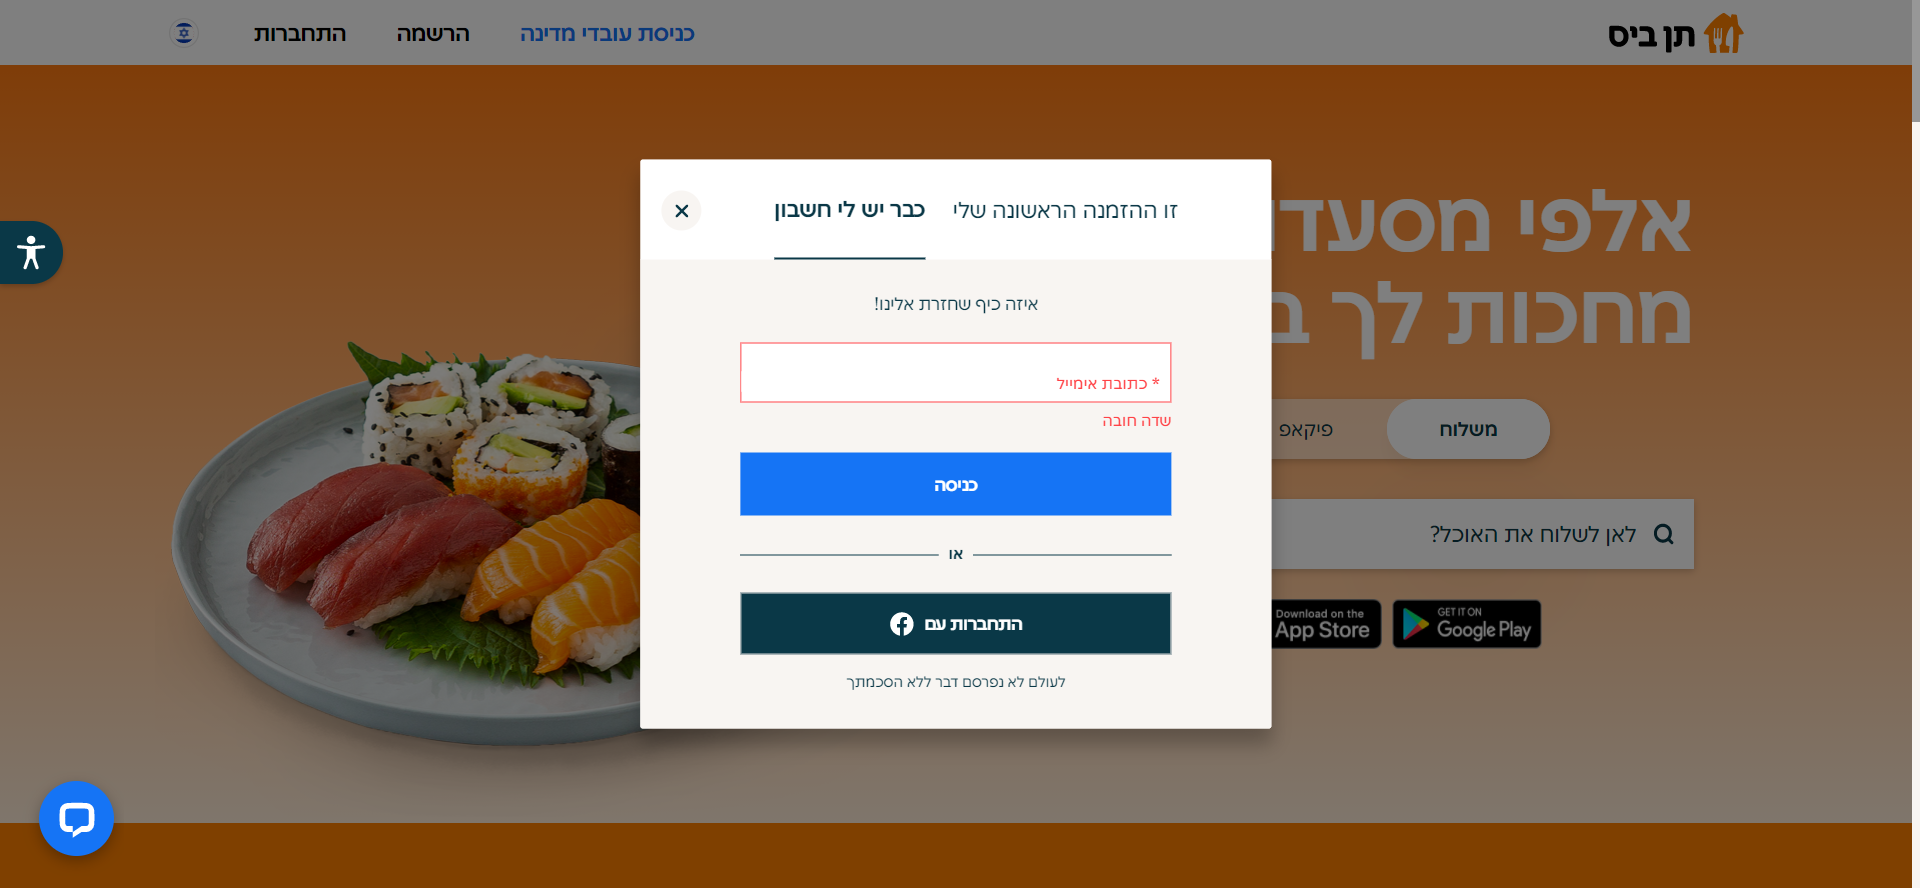 תן ביס
כניסת עובדי מדינה
הרשמה
התחברות
זו ההזמנה הראשונה שלי
כבר יש לי חשבון
איזה כיף שחזרת אלינו!
* כתובת אימייל
שדה חובה
כניסה
או
התחברות עם
לעולם לא נפרסם דבר ללא הסכמתך
אלפי
מחכות לך
משלוח
פיקאפ
לאן לשלוח את האוכל?
Download on the
App Store
GET IT ON
Google Play